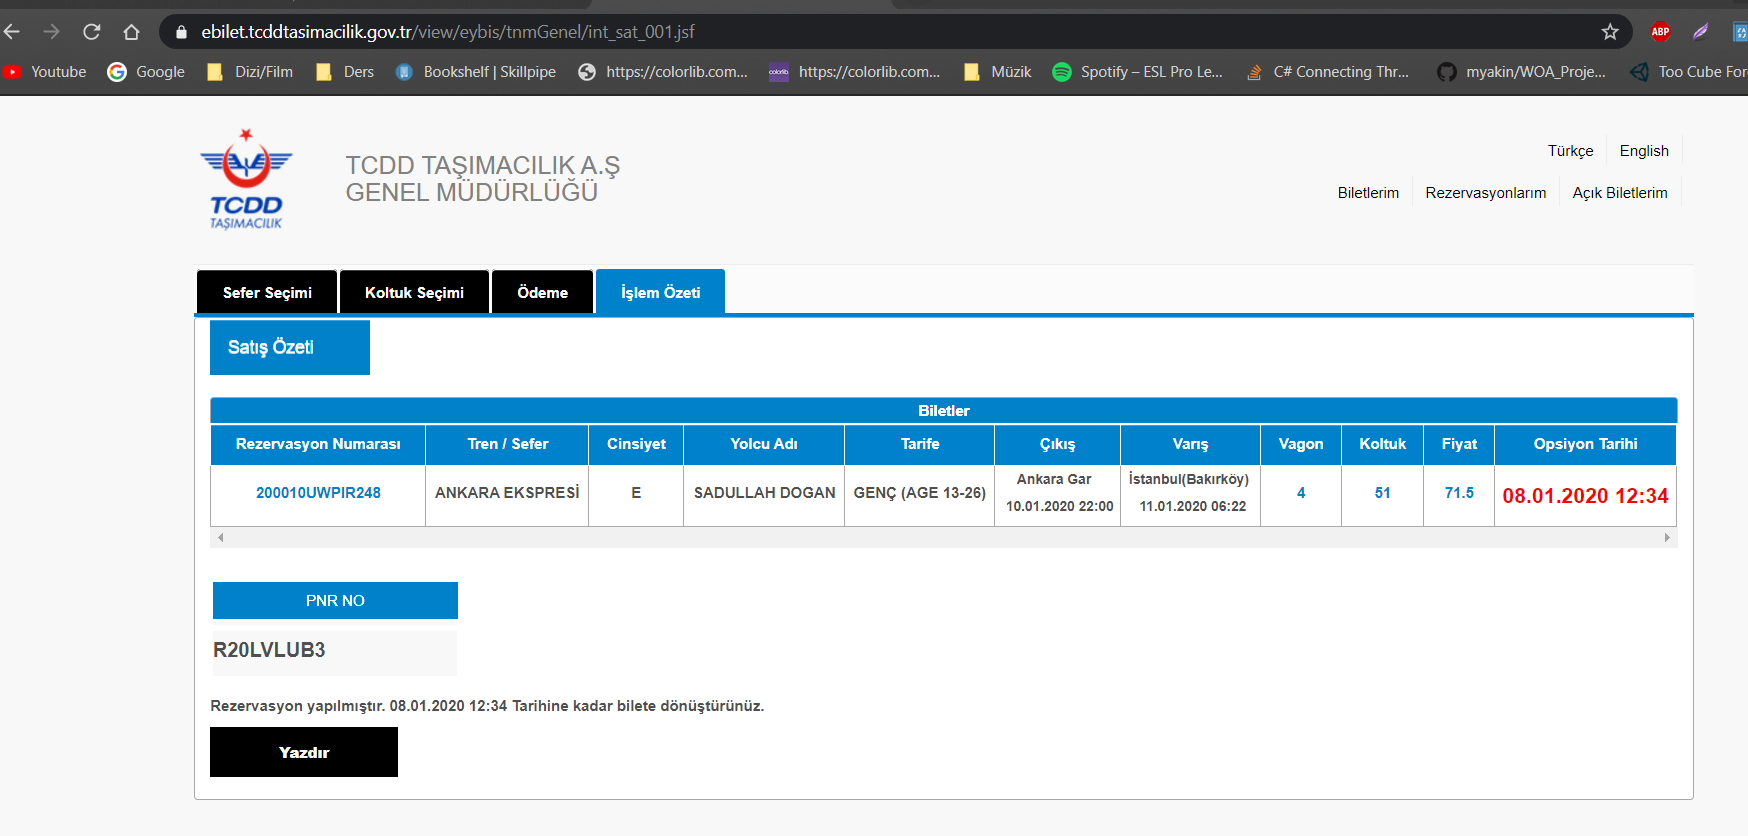 ebilet.tcddtasimacilik.gov.tr/view/eybis/tnmGenel/int_sat_001.jsf
ABP
Youtube Google Dizi/Film Ders Bookshelf | Skillpipe https://colorlib.com... colorlib https://colorlib.com... Müzik Spotify – ESL Pro Le... C# Connecting Thr... myakin/WOA_Proje... Too Cube For
TCDD TAŞIMACILIK
TCDD TAŞIMACILIK A.Ş
GENEL MÜDÜRLÜĞÜ
Türkçe English
Biletlerim Rezervasyonlarım Açık Biletlerim
Sefer Seçimi Koltuk Seçimi Ödeme İşlem Özeti
Satış Özeti
Biletler
Rezervasyon Numarası Tren / Sefer Cinsiyet Yolcu Adı Tarife Çıkış Varış Vagon Koltuk Fiyat Opsiyon Tarihi
200010UWPIR248 ANKARA EKSPRESİ E SADULLAH DOGAN GENÇ (AGE 13-26) Ankara Gar 10.01.2020 22:00 İstanbul(Bakırköy) 11.01.2020 06:22 4 51 71.5 08.01.2020 12:34
PNR NO
R20LVLUB3
Rezervasyon yapılmıştır. 08.01.2020 12:34 Tarihine kadar bilete dönüştürünüz.
Yazdır